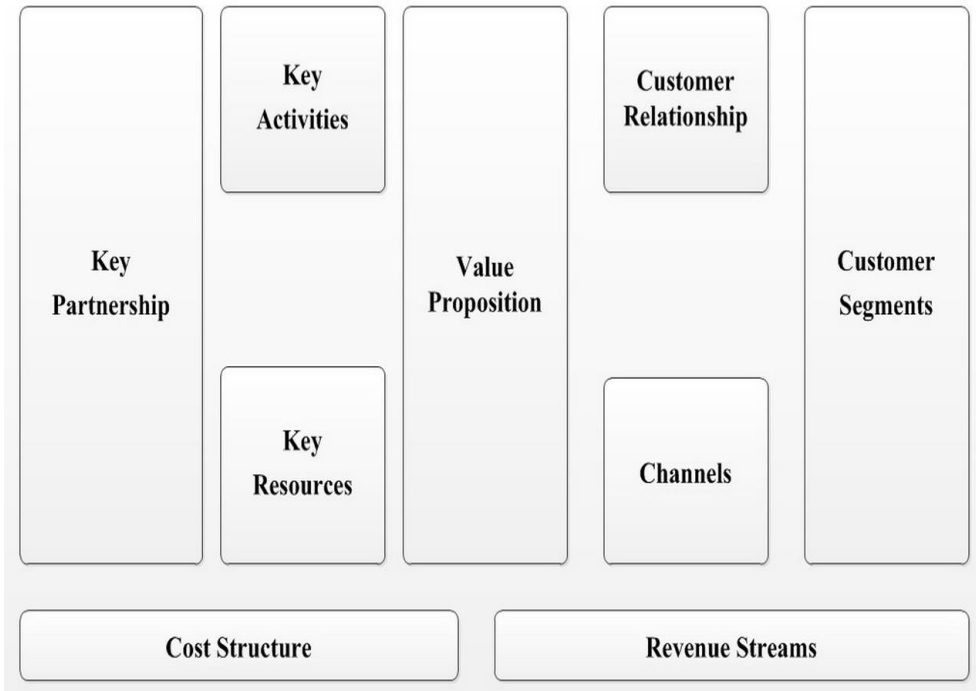 Key
Partnership
Key
Activities
Key
Resources
Value
Proposition
Customer
Relationship
Channels
Customer
Segments
Cost Structure
Revenue Streams